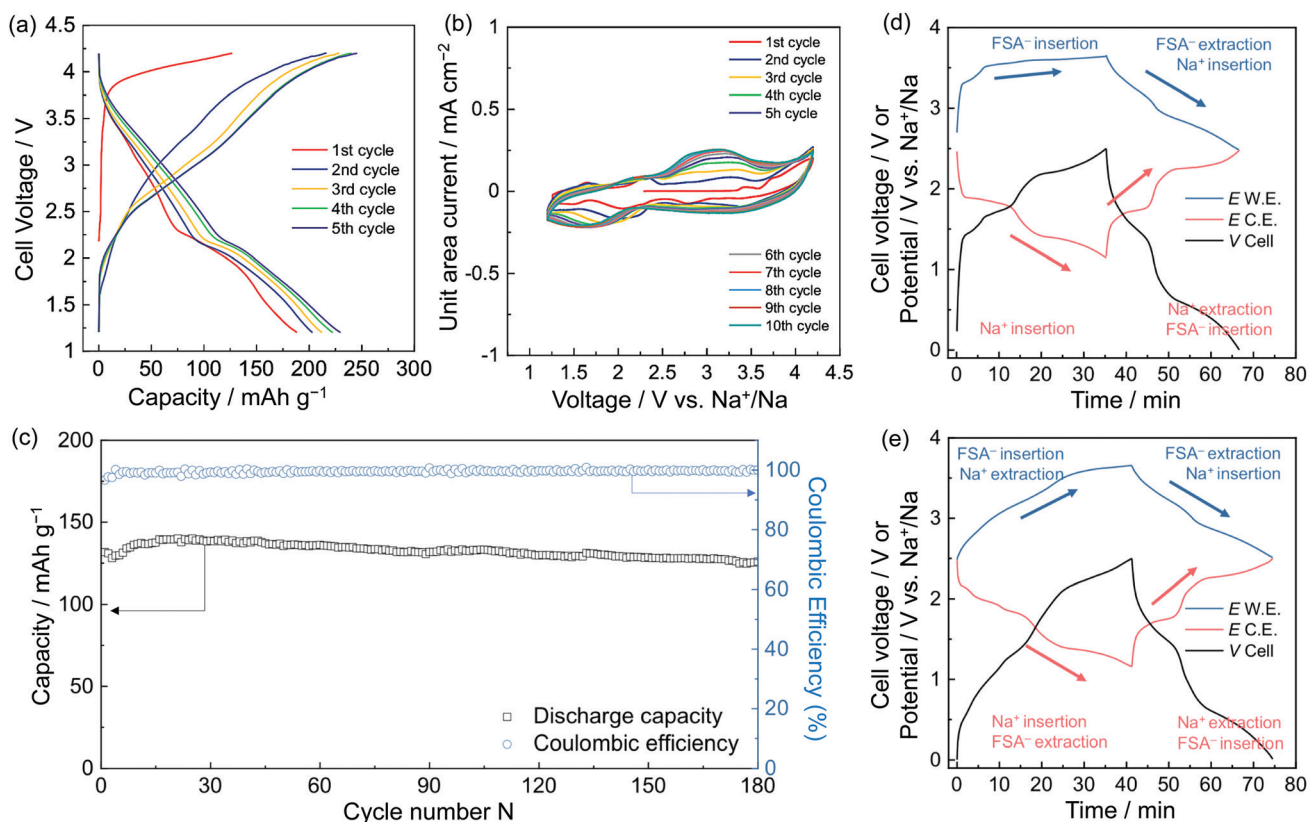 (a)
4.5
4
3.5
3
2.5
2
1.5
1
Cell Voltage / V
1st cycle
2nd cycle
3rd cycle
4th cycle
5th cycle
0 50 100 150 200 250 300
Capacity / mAh g⁻¹
(b)
1
0.5
0
-0.5
-1
Unit area current / mA cm⁻²
1st cycle
2nd cycle
3rd cycle
4th cycle
5h cycle
6th cycle
7th cycle
8th cycle
9th cycle
10th cycle
1 1.5 2 2.5 3 3.5 4 4.5
Voltage / V vs. Na⁺/Na
(c)
200
150
100
50
0
Capacity / mAh g⁻¹
100
80
60
40
20
0
Coulombic Efficiency (%)
Discharge capacity
Coulombic efficiency
0 30 60 90 120 150 180
Cycle number N
(d)
4
3
2
1
0
Cell voltage / V or
Potential / V vs. Na⁺/Na
FSA⁻ insertion
FSA⁻ extraction
Na⁺ insertion
E W.E.
E C.E.
V Cell
Na⁺ insertion
Na⁺ extraction
FSA⁻ insertion
0 10 20 30 40 50 60 70 80
Time / min
(e)
4
3
2
1
0
Cell voltage / V or
Potential / V vs. Na⁺/Na
FSA⁻ insertion
Na⁺ extraction
FSA⁻ extraction
Na⁺ insertion
E W.E.
E C.E.
V Cell
Na⁺ insertion
FSA⁻ extraction
Na⁺ extraction
FSA⁻ insertion
0 10 20 30 40 50 60 70 80
Time / min